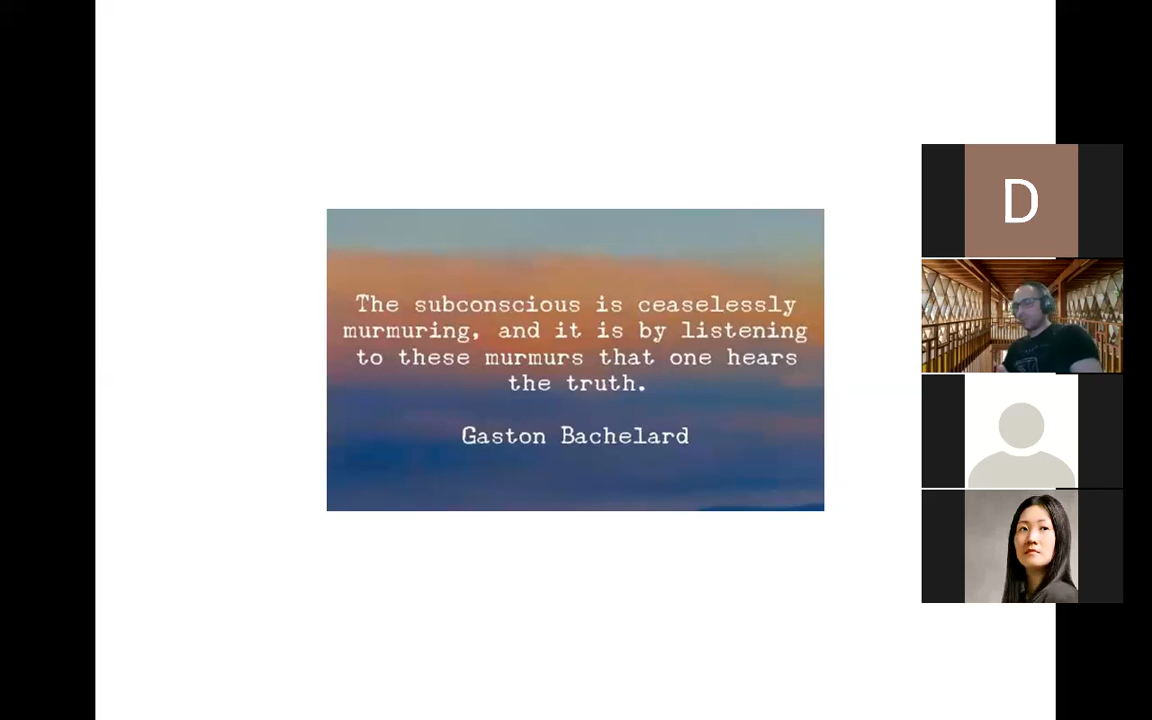 The subconscious is ceaselessly
murmuring, and it is by listening
to these murmurs that one hears
the truth.
Gaston Bachelard
D